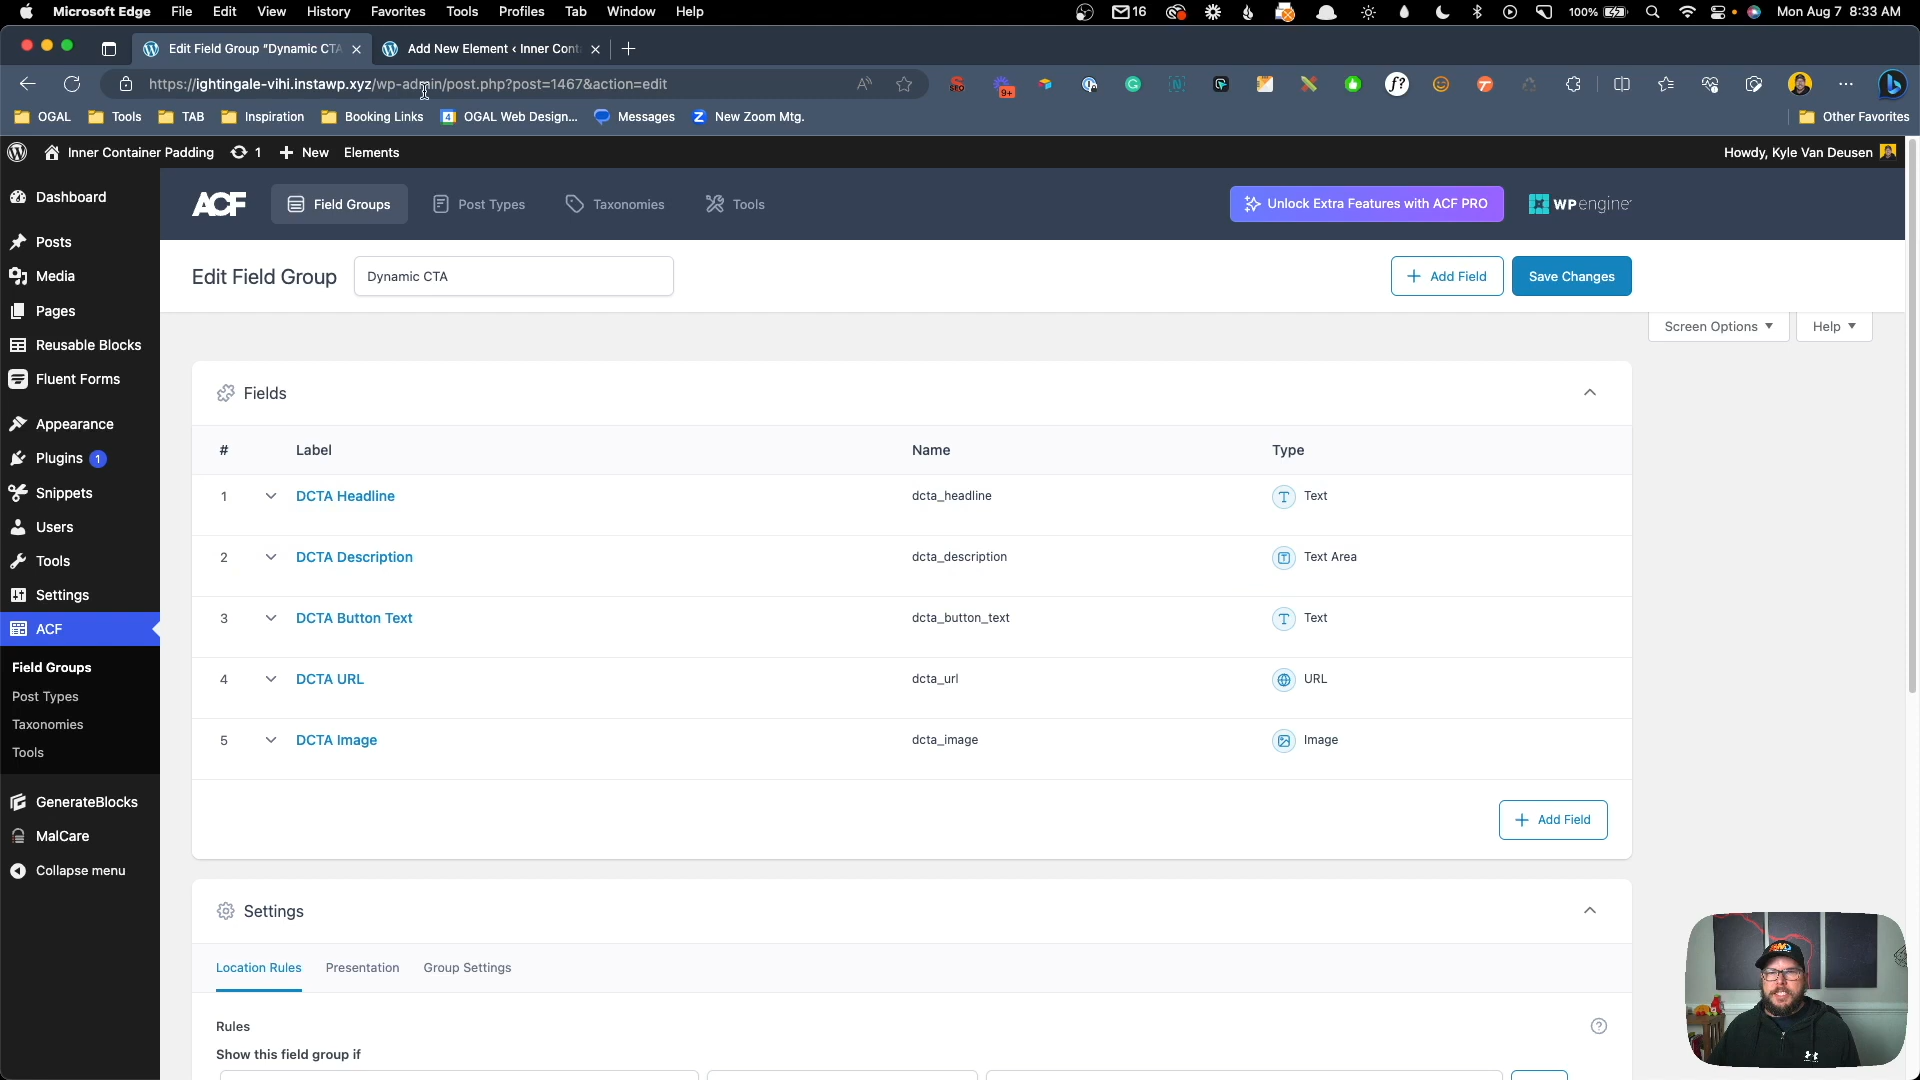 Microsoft Edge File Edit View History Favorites Tools Profiles Tab Window Help 16 100% Mon Aug 7 8:33 AM
Edit Field Group "Dynamic CTA Add New Element ‹ Inner Cont
https://ightingale-vihi.instawp.xyz/wp-admin/post.php?post=1467&action=edit
OGAL Tools TAB Inspiration Booking Links 4 OGAL Web Design... Messages Z New Zoom Mtg. Other Favorites
Inner Container Padding 1 New Elements Howdy, Kyle Van Deusen
Dashboard
Posts
Media
Pages
Reusable Blocks
Fluent Forms
Appearance
Plugins 1
Snippets
Users
Tools
Settings
ACF
Field Groups
Post Types
Taxonomies
Tools
GenerateBlocks
MalCare
Collapse menu
ACF Field Groups Post Types Taxonomies Tools Unlock Extra Features with ACF PRO WP engine
Edit Field Group Dynamic CTA + Add Field Save Changes
Screen Options Help
Fields
# Label Name Type
1 DCTA Headline dcta_headline T Text
2 DCTA Description dcta_description T Text Area
3 DCTA Button Text dcta_button_text T Text
4 DCTA URL dcta_url URL
5 DCTA Image dcta_image Image
+ Add Field
Settings
Location Rules Presentation Group Settings
Rules
Show this field group if